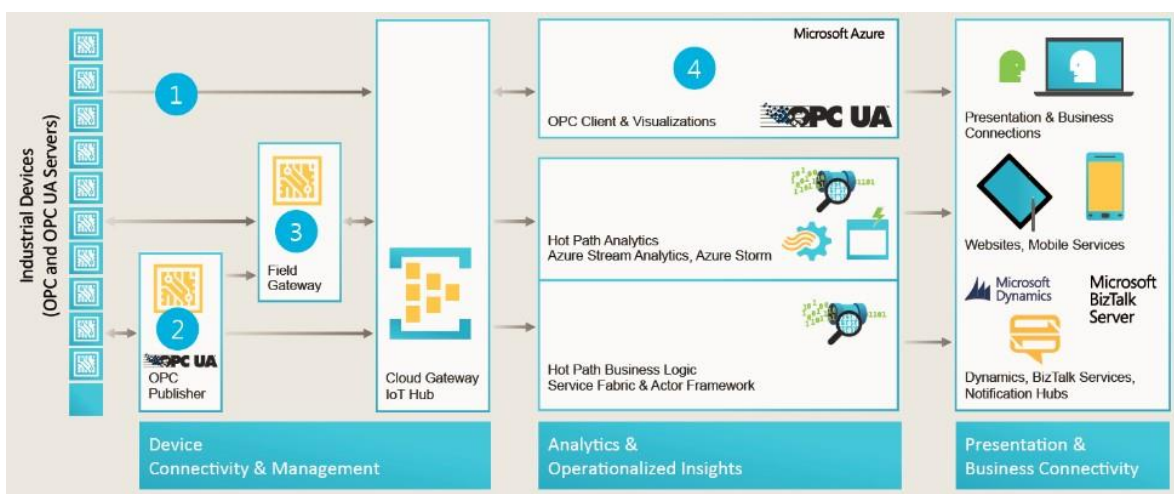 Industrial Devices
(OPC and OPC UA Servers)
1
2
OPC UA
OPC
Publisher
3
Field
Gateway
Cloud Gateway
IoT Hub
Device
Connectivity & Management
4
Microsoft Azure
OPC Client & Visualizations
OPC UA
Hot Path Analytics
Azure Stream Analytics, Azure Storm
Hot Path Business Logic
Service Fabric & Actor Framework
Analytics &
Operationalized Insights
Presentation & Business
Connections
Websites, Mobile Services
Microsoft
Dynamics
Microsoft
BizTalk
Server
Dynamics, BizTalk Services,
Notification Hubs
Presentation &
Business Connectivity